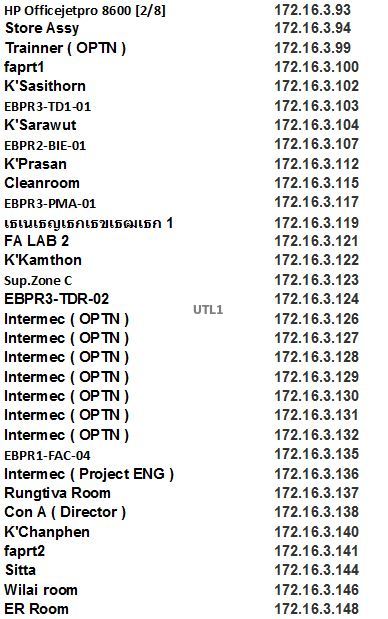 HP Officejetpro 8600 [2/8] 172.16.3.93
Store Assy 172.16.3.94
Trainner ( OPTN ) 172.16.3.99
faprt1 172.16.3.100
K'Sasithorn 172.16.3.102
EBPR3-TD1-01 172.16.3.103
K'Sarawut 172.16.3.104
EBPR2-BIE-01 172.16.3.107
K'Prasan 172.16.3.112
Cleanroom 172.16.3.115
EBPR3-PMA-01 172.16.3.117
เธเนเธญเธกเธขเธฒเธก 1 172.16.3.119
FA LAB 2 172.16.3.121
K'Kamthon 172.16.3.122
Sup.Zone C 172.16.3.123
EBPR3-TDR-02 172.16.3.124
UTL1
Intermec ( OPTN ) 172.16.3.126
Intermec ( OPTN ) 172.16.3.127
Intermec ( OPTN ) 172.16.3.128
Intermec ( OPTN ) 172.16.3.129
Intermec ( OPTN ) 172.16.3.130
Intermec ( OPTN ) 172.16.3.131
Intermec ( OPTN ) 172.16.3.132
EBPR1-FAC-04 172.16.3.135
Intermec ( Project ENG ) 172.16.3.136
Rungtiva Room 172.16.3.137
Con A ( Director ) 172.16.3.138
K'Chanphen 172.16.3.140
faprt2 172.16.3.141
Sitta 172.16.3.144
Wilai room 172.16.3.146
ER Room 172.16.3.148